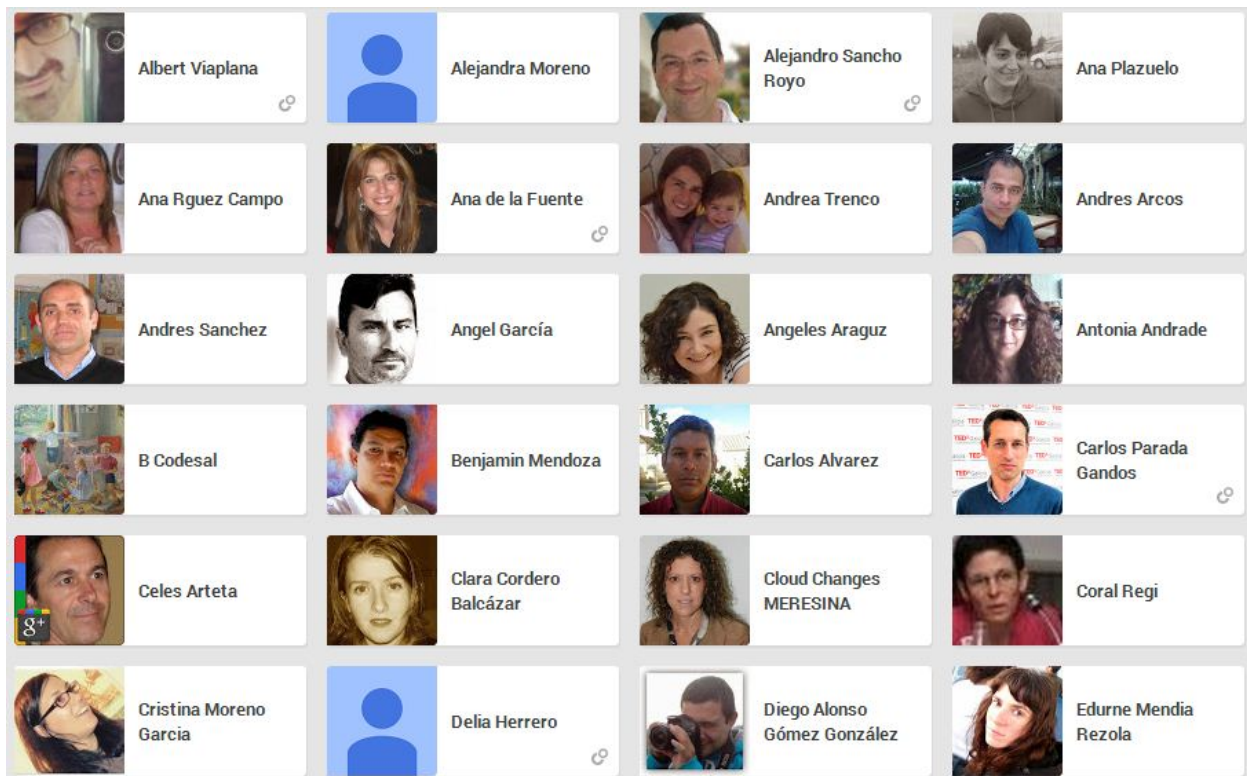 Albert Viaplana
Alejandra Moreno
Alejandro Sancho
Royo
Ana Plazuelo
Ana Rguez Campo
Ana de la Fuente
Andrea Trenco
Andres Arcos
Andres Sanchez
Angel García
Angeles Araguz
Antonia Andrade
B Codesal
Benjamin Mendoza
Carlos Alvarez
TEDx
Carlos Parada
Gandos
g+
Celes Arteta
Clara Cordero
Balcázar
Cloud Changes
MERESINA
Coral Regi
Cristina Moreno
Garcia
Delia Herrero
Diego Alonso
Gómez González
Edurne Mendia
Rezola